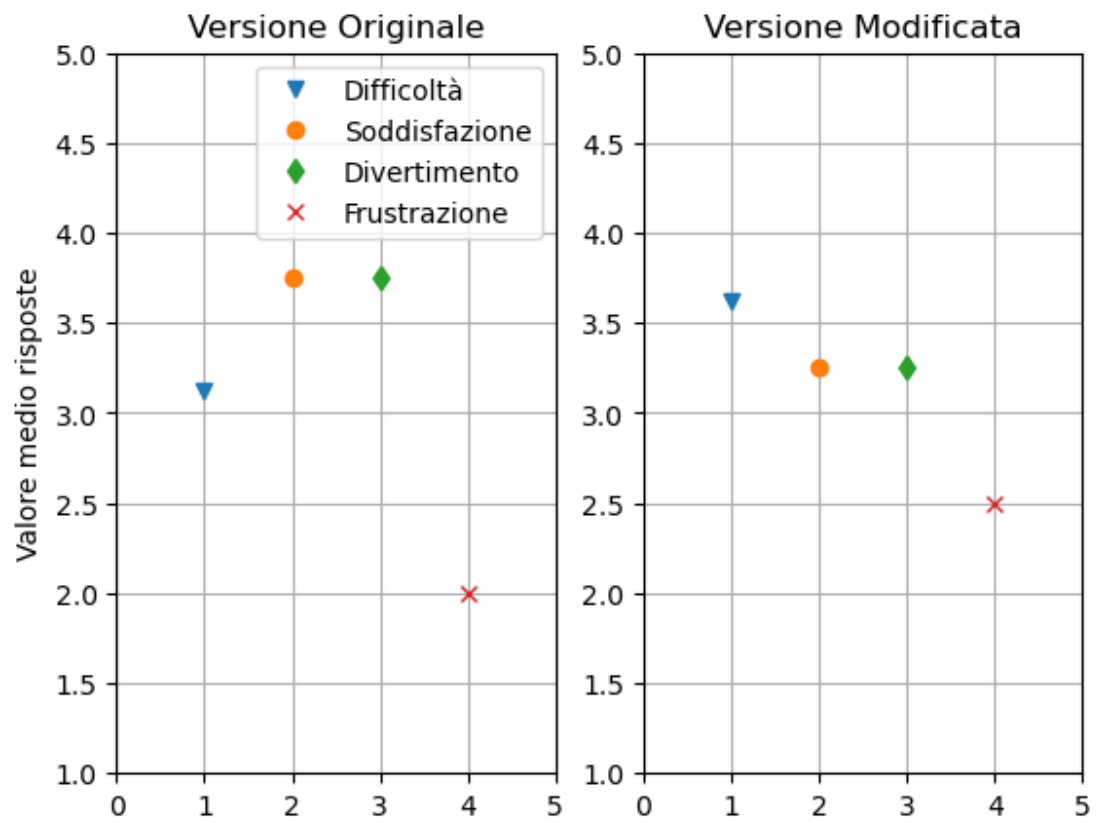 Versione Originale
Versione Modificata
Difficoltà
Soddisfazione
Divertimento
Frustrazione
Valore medio risposte
5.0
4.5
4.0
3.5
3.0
2.5
2.0
1.5
1.0
0 1 2 3 4 5
5.0
4.5
4.0
3.5
3.0
2.5
2.0
1.5
1.0
0 1 2 3 4 5